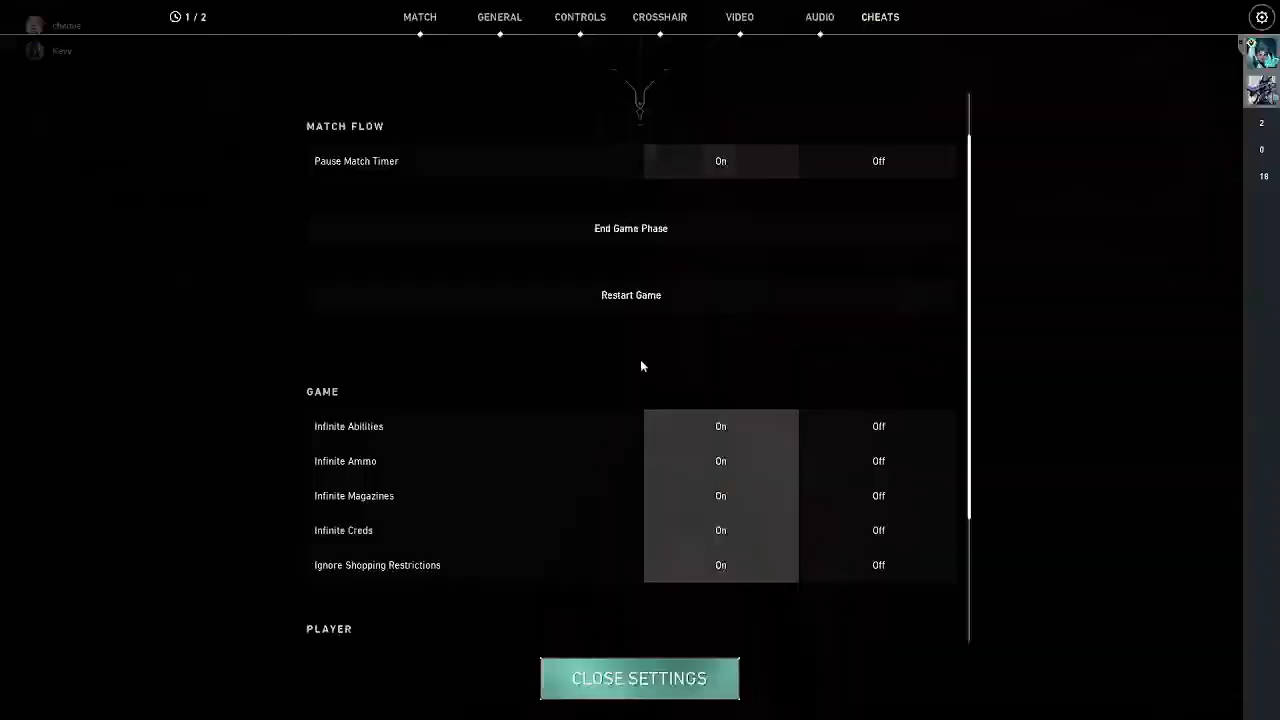 1 / 2
MATCH GENERAL CONTROLS CROSSHAIR VIDEO AUDIO CHEATS
cheque
Kevv
MATCH FLOW
Pause Match Timer On Off
End Game Phase
Restart Game
GAME
Infinite Abilities On Off
Infinite Ammo On Off
Infinite Magazines On Off
Infinite Creds On Off
Ignore Shopping Restrictions On Off
PLAYER
CLOSE SETTINGS
2
0
18